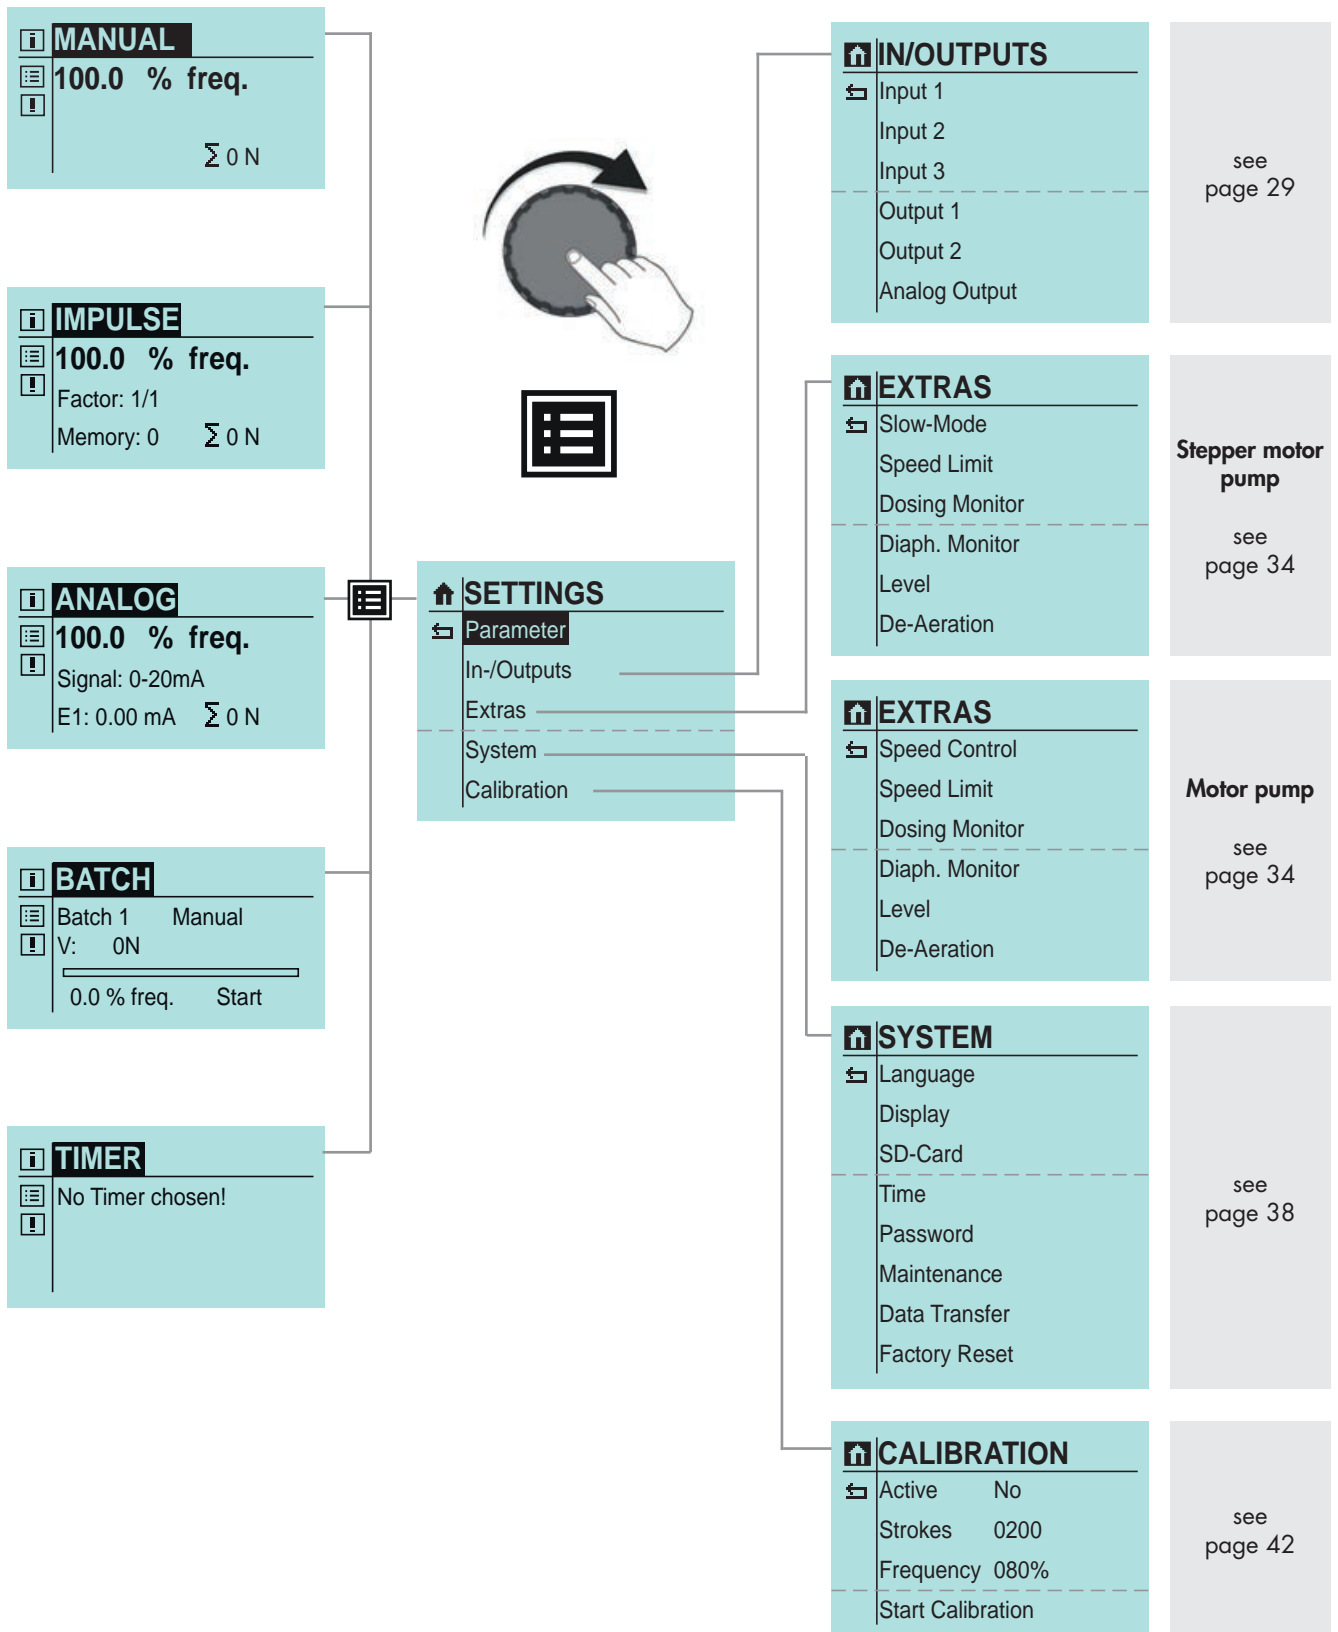 MANUAL
100.0 % freq.
Σ 0 N
IMPULSE
100.0 % freq.
Factor: 1/1
Memory: 0 Σ 0 N
ANALOG
100.0 % freq.
Signal: 0-20mA
E1: 0.00 mA Σ 0 N
BATCH
Batch 1 Manual
V: 0N
0.0 % freq. Start
TIMER
No Timer chosen!
SETTINGS
Parameter
In-/Outputs
Extras
System
Calibration
IN/OUTPUTS
Input 1
Input 2
Input 3
Output 1
Output 2
Analog Output
see
page 29
EXTRAS
Slow-Mode
Speed Limit
Dosing Monitor
Diaph. Monitor
Level
De-Aeration
Stepper motor
pump
see
page 34
EXTRAS
Speed Control
Speed Limit
Dosing Monitor
Diaph. Monitor
Level
De-Aeration
Motor pump
see
page 34
SYSTEM
Language
Display
SD-Card
Time
Password
Maintenance
Data Transfer
Factory Reset
see
page 38
CALIBRATION
Active No
Strokes 0200
Frequency 080%
Start Calibration
see
page 42